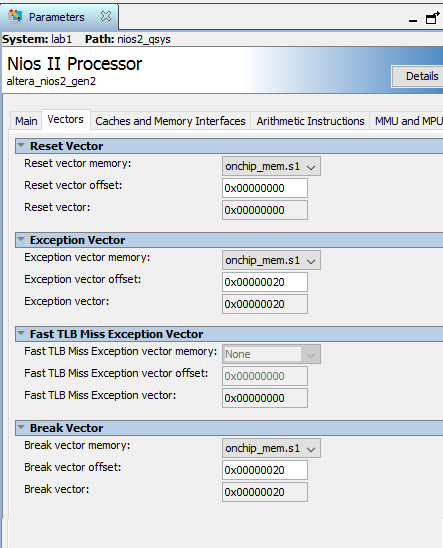 Parameters
System: lab1 Path: nios2_qsys
Nios II Processor
altera_nios2_gen2
Details
Main Vectors Caches and Memory Interfaces Arithmetic Instructions MMU and MPU
Reset Vector
Reset vector memory: onchip_mem.s1
Reset vector offset: 0x00000000
Reset vector: 0x00000000
Exception Vector
Exception vector memory: onchip_mem.s1
Exception vector offset: 0x00000020
Exception vector: 0x00000020
Fast TLB Miss Exception Vector
Fast TLB Miss Exception vector memory: None
Fast TLB Miss Exception vector offset: 0x00000000
Fast TLB Miss Exception vector: 0x00000000
Break Vector
Break vector memory: onchip_mem.s1
Break vector offset: 0x00000020
Break vector: 0x00000020